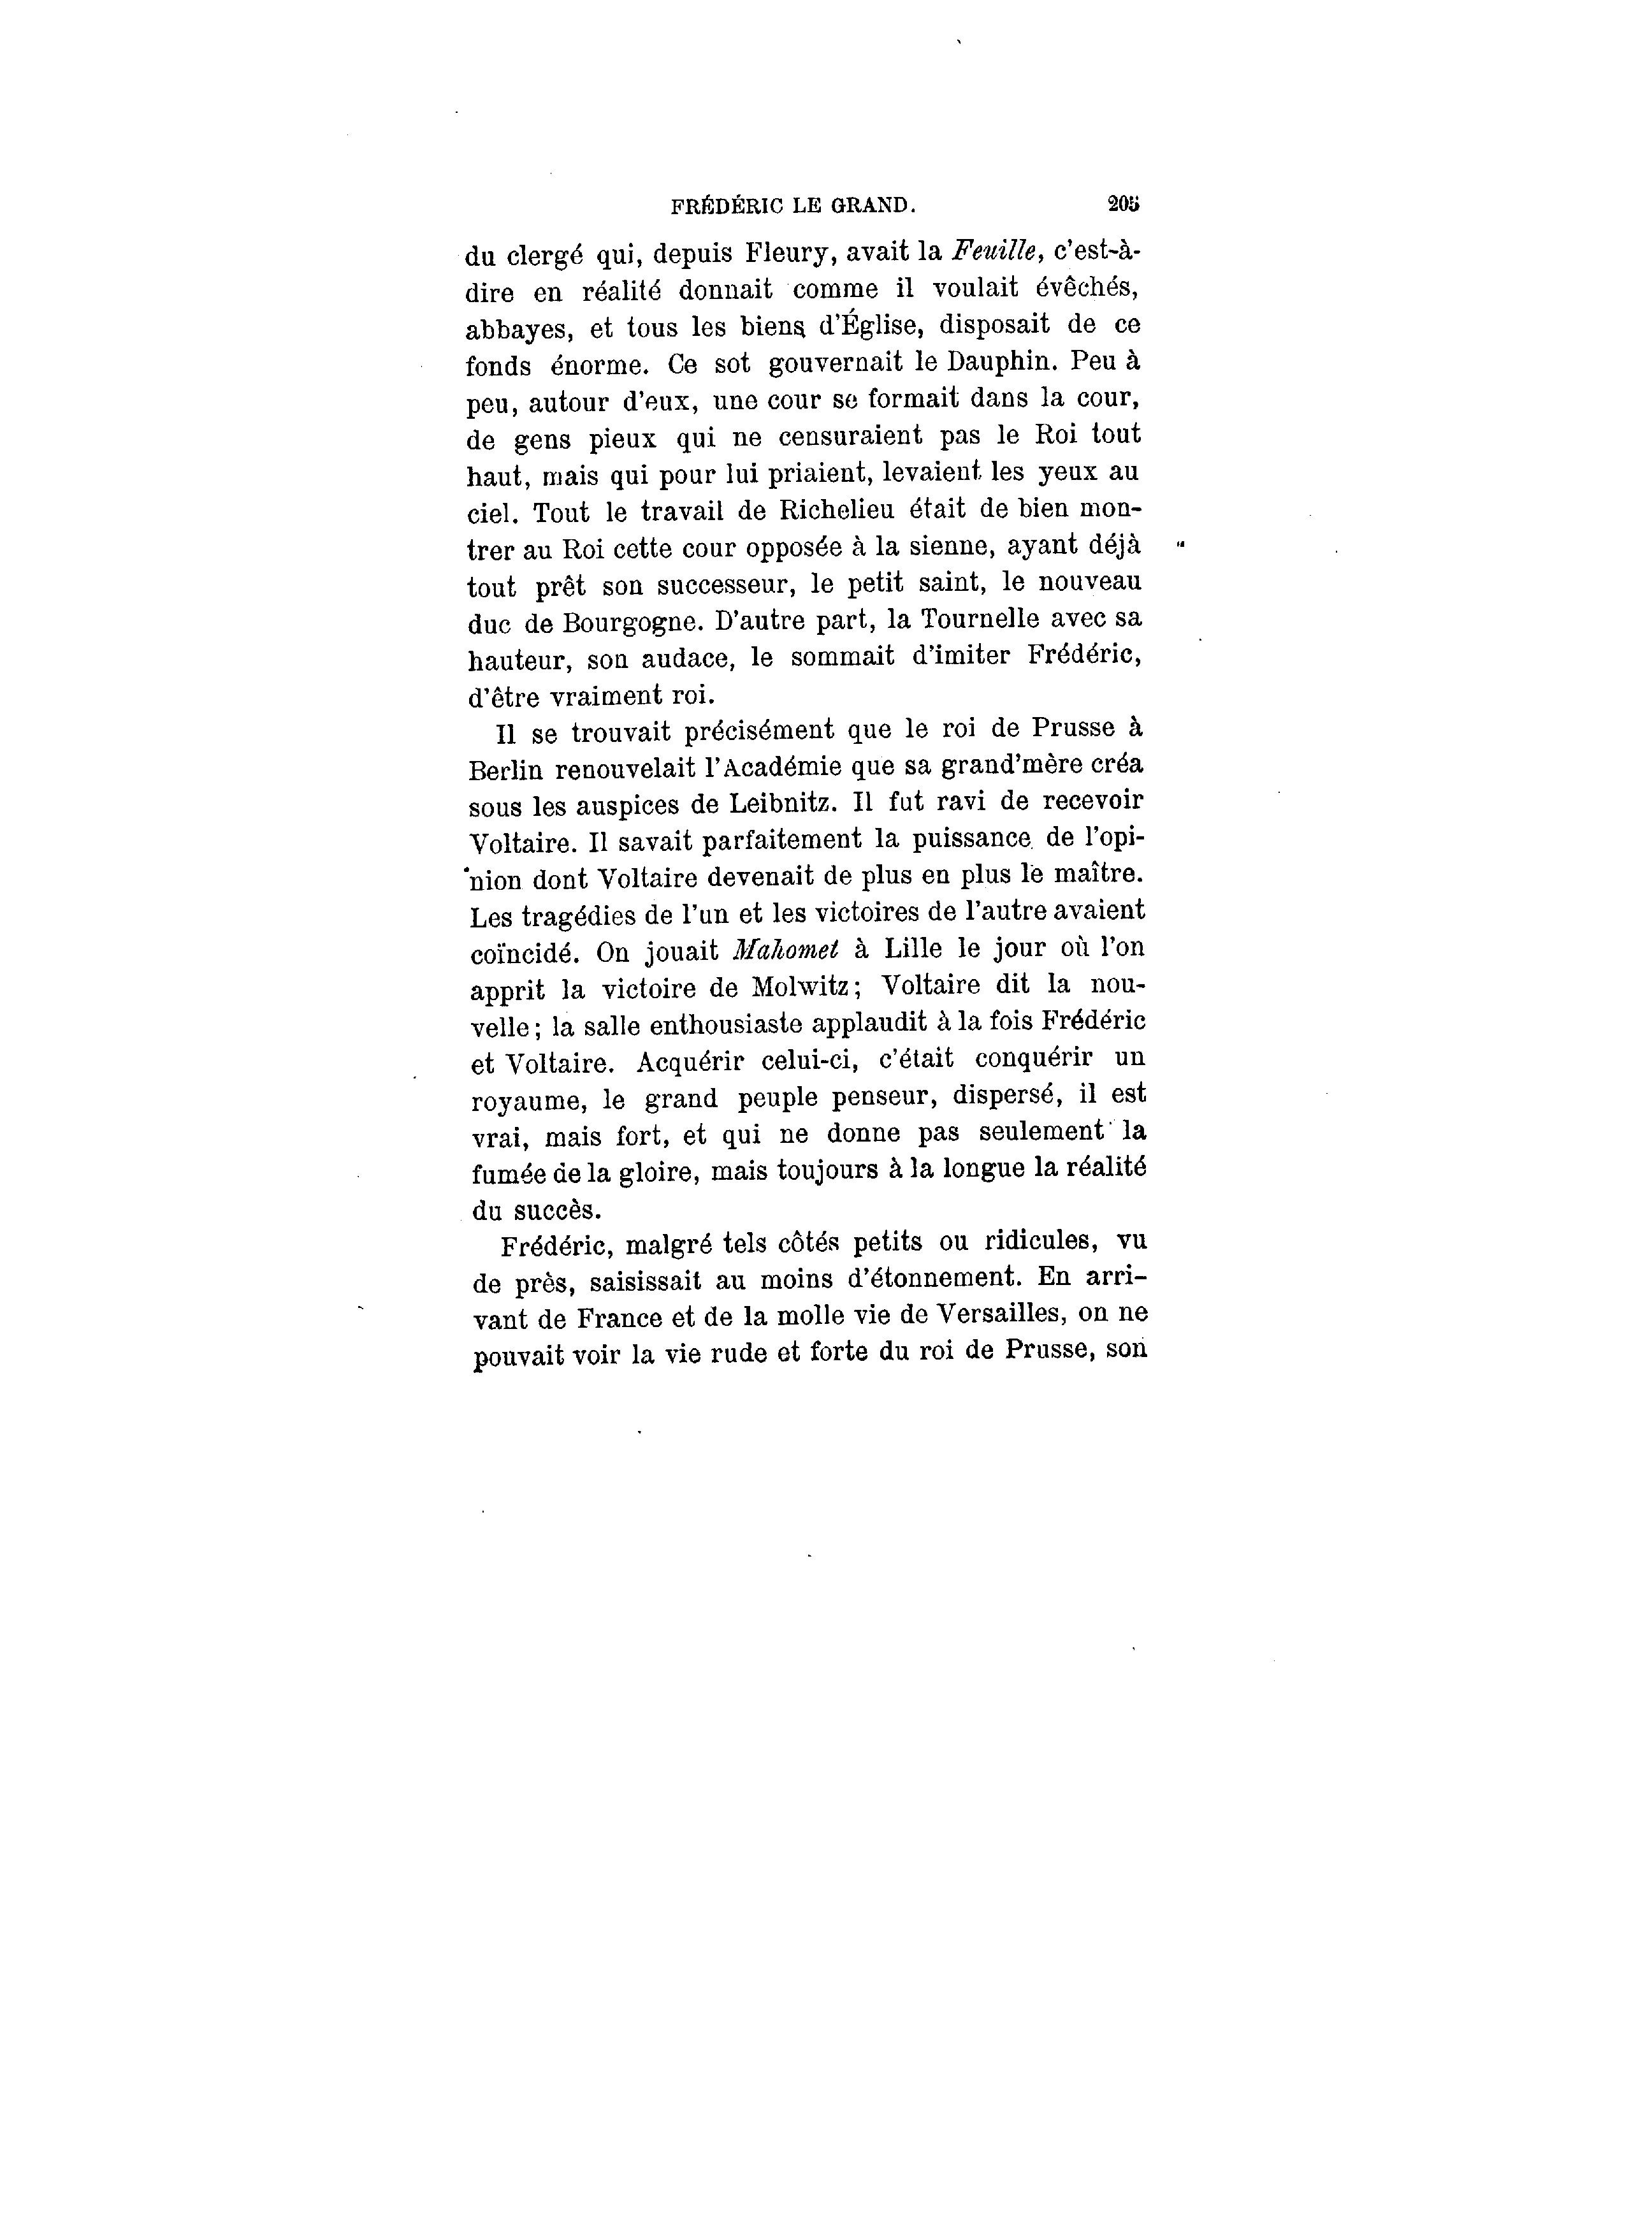 FRÉDÉRIC LE GRAND. 205
du clergé qui, depuis Fleury, avait la Feuille, c'est-à-
dire en réalité donnait comme il voulait évêchés,
abbayes, et tous les biens d'Église, disposait de ce
fonds énorme. Ce sot gouvernait le Dauphin. Peu à
peu, autour d'eux, une cour se formait dans la cour,
de gens pieux qui ne censuraient pas le Roi tout
haut, mais qui pour lui priaient, levaient les yeux au
ciel. Tout le travail de Richelieu était de bien mon-
trer au Roi cette cour opposée à la sienne, ayant déjà
tout prêt son successeur, le petit saint, le nouveau
duc de Bourgogne. D'autre part, la Tournelle avec sa
hauteur, son audace, le sommait d'imiter Frédéric,
d'être vraiment roi.
Il se trouvait précisément que le roi de Prusse à
Berlin renouvelait l'Académie que sa grand'mère créa
sous les auspices de Leibnitz. Il fut ravi de recevoir
Voltaire. Il savait parfaitement la puissance de l'opi-
nion dont Voltaire devenait de plus en plus le maître.
Les tragédies de l'un et les victoires de l'autre avaient
coïncidé. On jouait Mahomet à Lille le jour où l'on
apprit la victoire de Molwitz; Voltaire dit la nou-
velle; la salle enthousiaste applaudit à la fois Frédéric
et Voltaire. Acquérir celui-ci, c'était conquérir un
royaume, le grand peuple penseur, dispersé, il est
vrai, mais fort, et qui ne donne pas seulement la
fumée de la gloire, mais toujours à la longue la réalité
du succès.
Frédéric, malgré tels côtés petits ou ridicules, vu
de près, saisissait au moins d'étonnement. En arri-
vant de France et de la molle vie de Versailles, on ne
pouvait voir la vie rude et forte du roi de Prusse, son